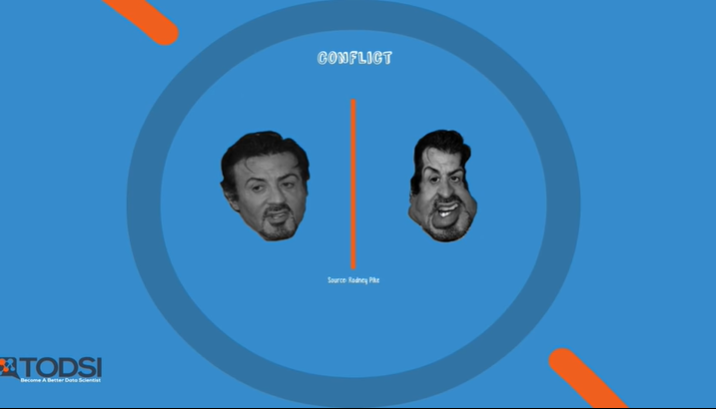 CONFLICT
Source: Rodney Pike
TODSI
Become A Better Data Scientist